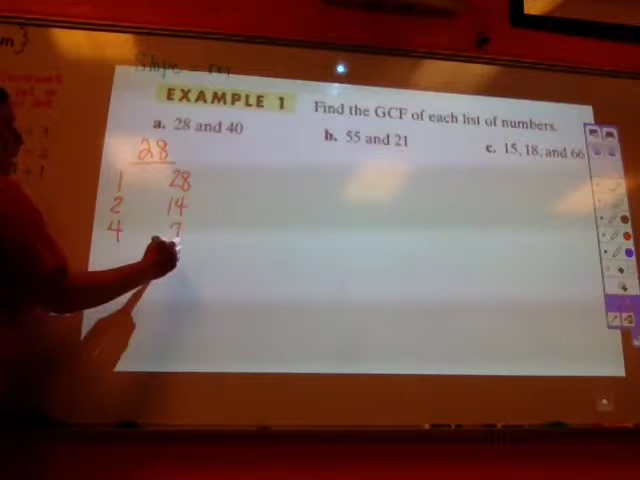 Slope = m
EXAMPLE 1 Find the GCF of each list of numbers.
a. 28 and 40 b. 55 and 21 c. 15, 18, and 66
28
1 28
2 14
4 7